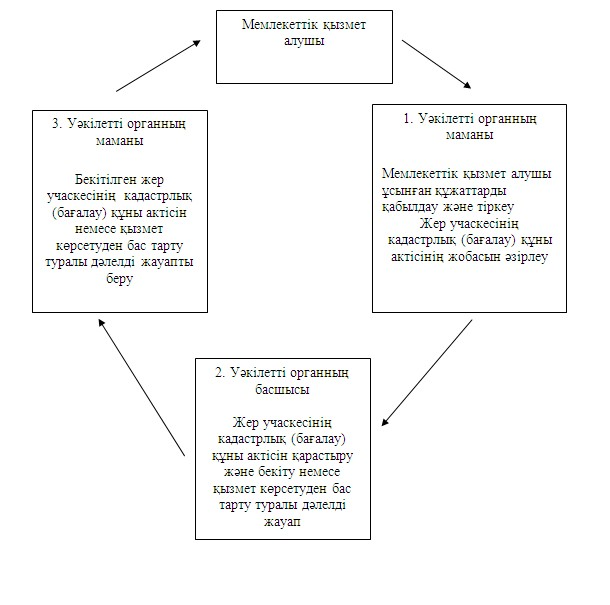 Мемлекеттік қызмет
алушы
1. Уәкілетті органның
маманы
Мемлекеттік қызмет алушы
ұсынған құжаттарды
қабылдау және тіркеу
Жер учаскесінің
кадастрлық (бағалау) құны
актісінің жобасын әзірлеу
2. Уәкілетті органның
басшысы
Жер учаскесінің
кадастрлық (бағалау)
құны актісін қарастыру
және бекіту немесе
қызмет көрсетуден бас
тарту туралы дәлелді
жауап
3. Уәкілетті органның
маманы
Бекітілген жер
учаскесінің кадастрлық
(бағалау) құны актісін
немесе қызмет
көрсетуден бас тарту
туралы дәлелді жауапты
беру